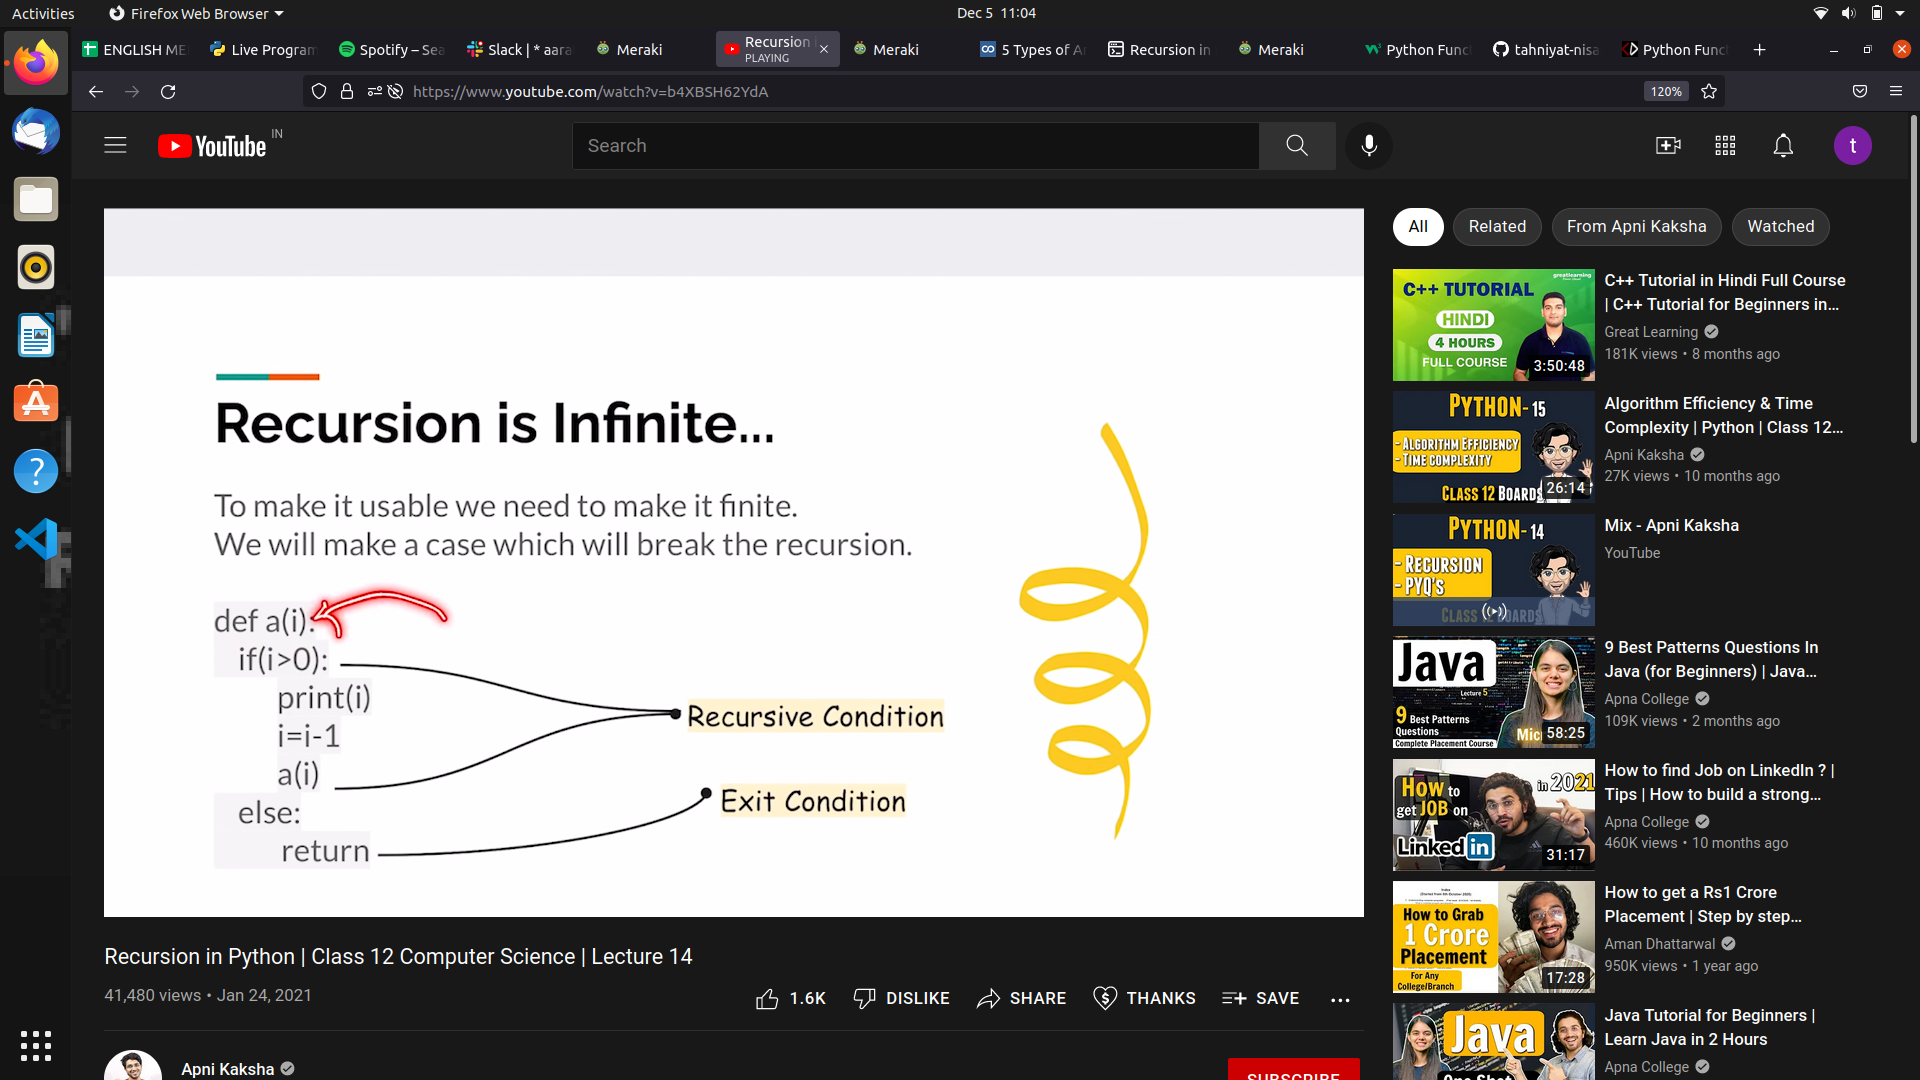 Activities
Firefox Web Browser
Dec 5 11:04
ENGLISH ME
Live Program
Spotify – Sea
Slack | * aara
Meraki
Recursion i
PLAYING
Meraki
5 Types of Ar
Recursion in
Meraki
Python Func
tahniyat-nisa
Python Func
https://www.youtube.com/watch?v=b4XBSH62YdA
120%
YouTube IN
Search
t
Recursion is Infinite...
To make it usable we need to make it finite.
We will make a case which will break the recursion.
def a(i):
if(i>0):
print(i)
i=i-1
a(i)
else:
return
Recursive Condition
Exit Condition
Recursion in Python | Class 12 Computer Science | Lecture 14
41,480 views • Jan 24, 2021
1.6K
DISLIKE
SHARE
THANKS
SAVE
Apni Kaksha
SUBSCRIBE
All
Related
From Apni Kaksha
Watched
greatlearning
C++ TUTORIAL
HINDI
4 HOURS
FULL COURSE
3:50:48
C++ Tutorial in Hindi Full Course
| C++ Tutorial for Beginners in...
Great Learning
181K views • 8 months ago
PYTHON- 15
- ALGORITHM EFFICIENCY
- TIME COMPLEXITY
CLASS 12 BOARDS
26:14
Algorithm Efficiency & Time
Complexity | Python | Class 12...
Apni Kaksha
27K views • 10 months ago
PYTHON- 14
- RECURSION
- PYQ'S
CLASS 12 BOARDS
Mix - Apni Kaksha
YouTube
Java
Lecture 5
9 Best Patterns
Questions
Complete Placement Course
Mic
58:25
9 Best Patterns Questions In
Java (for Beginners) | Java...
Apna College
109K views • 2 months ago
How to
get a JOB on
LinkedIn
in 2021
31:17
How to find Job on LinkedIn ? |
Tips | How to build a strong...
Apna College
460K views • 10 months ago
How to Grab
1 Crore
Placement
For Any
College/Branch
17:28
How to get a Rs1 Crore
Placement | Step by step...
Aman Dhattarwal
950K views • 1 year ago
Java
One Shot
Java Tutorial for Beginners |
Learn Java in 2 Hours
Apna College